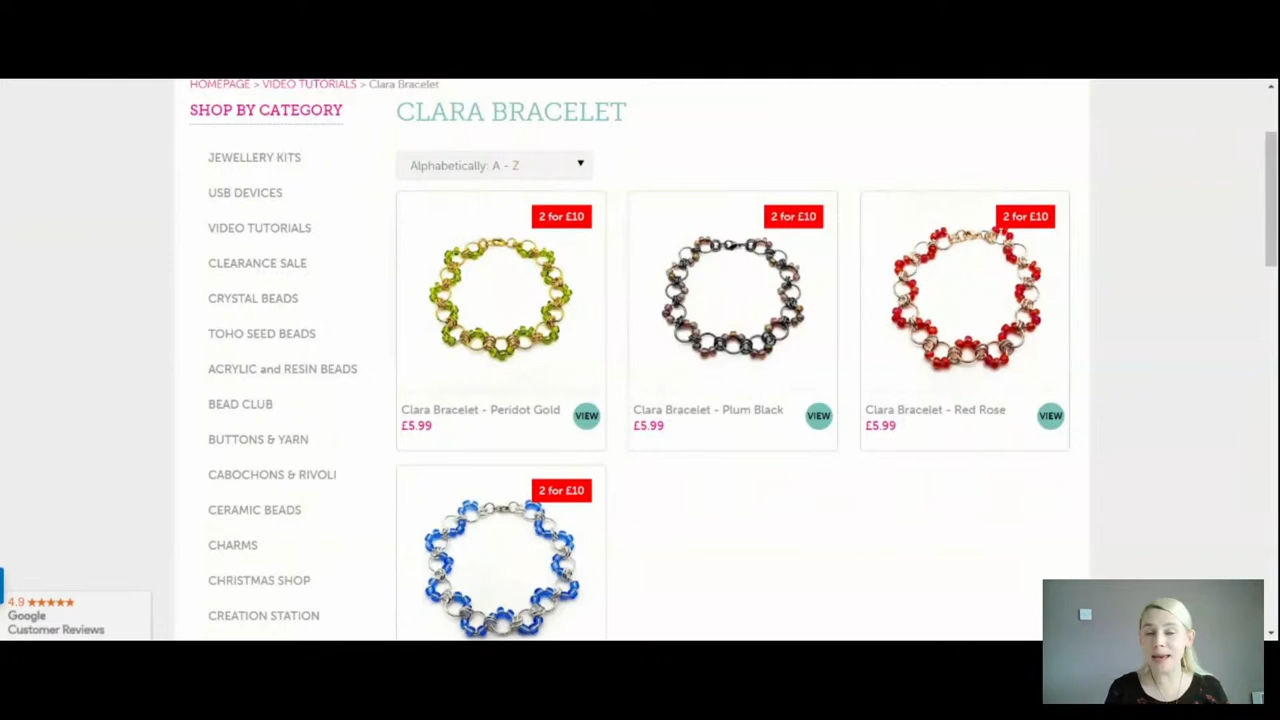 HOMEPAGE > VIDEO TUTORIALS > Clara Bracelet
SHOP BY CATEGORY
JEWELLERY KITS
USB DEVICES
VIDEO TUTORIALS
CLEARANCE SALE
CRYSTAL BEADS
TOHO SEED BEADS
ACRYLIC and RESIN BEADS
BEAD CLUB
BUTTONS & YARN
CABOCHONS & RIVOLI
CERAMIC BEADS
CHARMS
CHRISTMAS SHOP
CREATION STATION
CLARA BRACELET
Alphabetically: A - Z
2 for £10
Clara Bracelet - Peridot Gold
£5.99
VIEW
2 for £10
Clara Bracelet - Plum Black
£5.99
VIEW
2 for £10
Clara Bracelet - Red Rose
£5.99
VIEW
2 for £10
4.9
Google
Customer Reviews